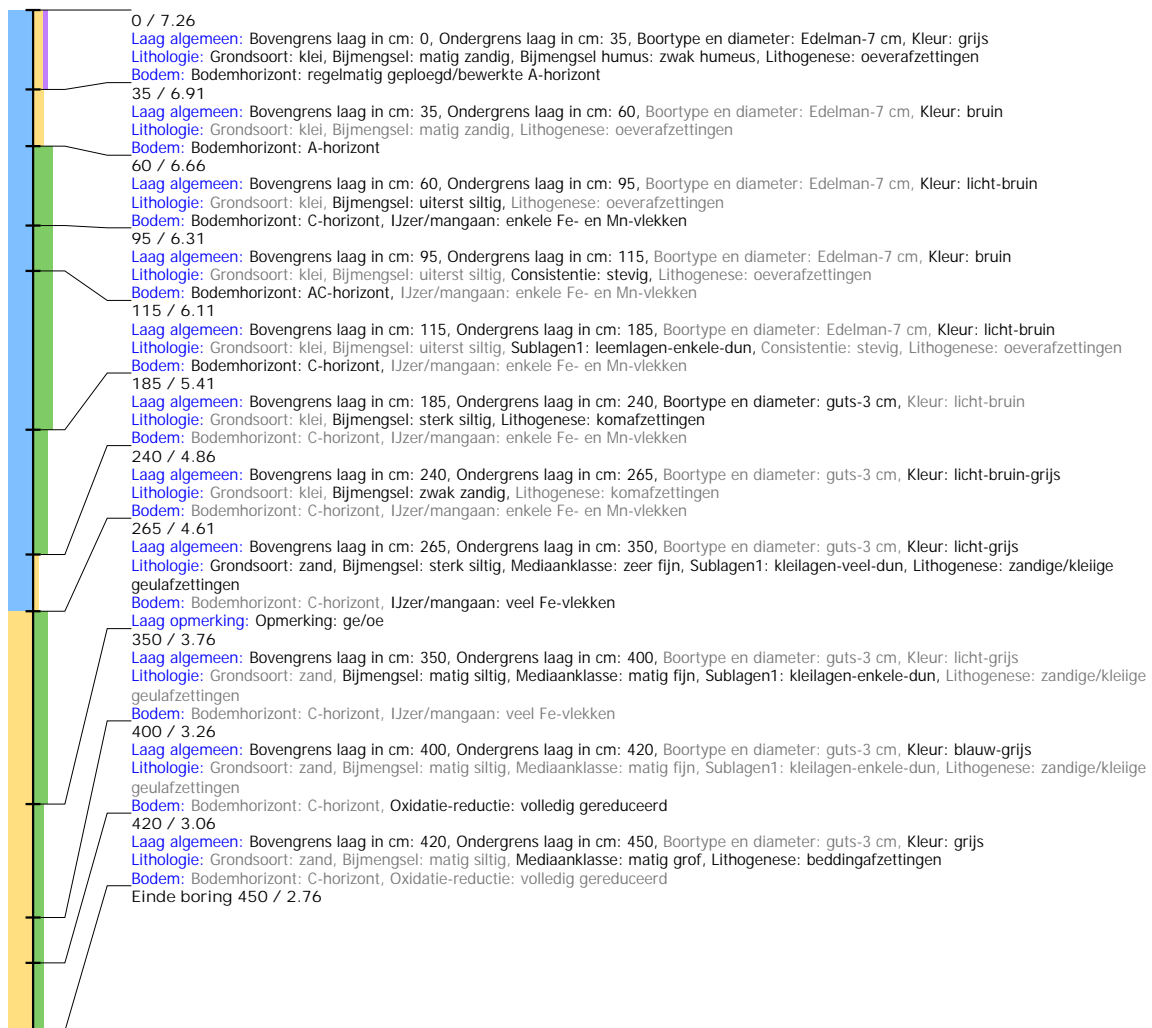 0 / 7.26
Laag algemeen: Bovengrens laag in cm: 0, Ondergrens laag in cm: 35, Boortype en diameter: Edelman-7 cm, Kleur: grijs
Lithologie: Grondsoort: klei, Bijmengsel: matig zandig, Bijmengsel humus: zwak humeus, Lithogenese: oeverafzettingen
Bodem: Bodemhorizont: regelmatig geploegd/bewerkte A-horizont
35 / 6.91
Laag algemeen: Bovengrens laag in cm: 35, Ondergrens laag in cm: 60, Boortype en diameter: Edelman-7 cm, Kleur: bruin
Lithologie: Grondsoort: klei, Bijmengsel: matig zandig, Lithogenese: oeverafzettingen
Bodem: Bodemhorizont: A-horizont
60 / 6.66
Laag algemeen: Bovengrens laag in cm: 60, Ondergrens laag in cm: 95, Boortype en diameter: Edelman-7 cm, Kleur: licht-bruin
Lithologie: Grondsoort: klei, Bijmengsel: uiterst siltig, Lithogenese: oeverafzettingen
Bodem: Bodemhorizont: C-horizont, IJzer/mangaan: enkele Fe- en Mn-vlekken
95 / 6.31
Laag algemeen: Bovengrens laag in cm: 95, Ondergrens laag in cm: 115, Boortype en diameter: Edelman-7 cm, Kleur: bruin
Lithologie: Grondsoort: klei, Bijmengsel: uiterst siltig, Consistentie: stevig, Lithogenese: oeverafzettingen
Bodem: Bodemhorizont: AC-horizont, IJzer/mangaan: enkele Fe- en Mn-vlekken
115 / 6.11
Laag algemeen: Bovengrens laag in cm: 115, Ondergrens laag in cm: 185, Boortype en diameter: Edelman-7 cm, Kleur: licht-bruin
Lithologie: Grondsoort: klei, Bijmengsel: uiterst siltig, Sublagen1: leemlagen-enkele-dun, Consistentie: stevig, Lithogenese: oeverafzettingen
Bodem: Bodemhorizont: C-horizont, IJzer/mangaan: enkele Fe- en Mn-vlekken
185 / 5.41
Laag algemeen: Bovengrens laag in cm: 185, Ondergrens laag in cm: 240, Boortype en diameter: guts-3 cm, Kleur: licht-bruin
Lithologie: Grondsoort: klei, Bijmengsel: sterk siltig, Lithogenese: komafzettingen
Bodem: Bodemhorizont: C-horizont, IJzer/mangaan: enkele Fe- en Mn-vlekken
240 / 4.86
Laag algemeen: Bovengrens laag in cm: 240, Ondergrens laag in cm: 265, Boortype en diameter: guts-3 cm, Kleur: licht-bruin-grijs
Lithologie: Grondsoort: klei, Bijmengsel: zwak zandig, Lithogenese: komafzettingen
Bodem: Bodemhorizont: C-horizont, IJzer/mangaan: enkele Fe- en Mn-vlekken
265 / 4.61
Laag algemeen: Bovengrens laag in cm: 265, Ondergrens laag in cm: 350, Boortype en diameter: guts-3 cm, Kleur: licht-grijs
Lithologie: Grondsoort: zand, Bijmengsel: sterk siltig, Mediaanklasse: zeer fijn, Sublagen1: kleilagen-veel-dun, Lithogenese: zandige/kleiige
geulafzettingen
Bodem: Bodemhorizont: C-horizont, IJzer/mangaan: veel Fe-vlekken
Laag opmerking: Opmerking: ge/oe
350 / 3.76
Laag algemeen: Bovengrens laag in cm: 350, Ondergrens laag in cm: 400, Boortype en diameter: guts-3 cm, Kleur: licht-grijs
Lithologie: Grondsoort: zand, Bijmengsel: matig siltig, Mediaanklasse: matig fijn, Sublagen1: kleilagen-enkele-dun, Lithogenese: zandige/kleiige
geulafzettingen
Bodem: Bodemhorizont: C-horizont, IJzer/mangaan: veel Fe-vlekken
400 / 3.26
Laag algemeen: Bovengrens laag in cm: 400, Ondergrens laag in cm: 420, Boortype en diameter: guts-3 cm, Kleur: blauw-grijs
Lithologie: Grondsoort: zand, Bijmengsel: matig siltig, Mediaanklasse: matig fijn, Sublagen1: kleilagen-enkele-dun, Lithogenese: zandige/kleiige
geulafzettingen
Bodem: Bodemhorizont: C-horizont, Oxidatie-reductie: volledig gereduceerd
420 / 3.06
Laag algemeen: Bovengrens laag in cm: 420, Ondergrens laag in cm: 450, Boortype en diameter: guts-3 cm, Kleur: grijs
Lithologie: Grondsoort: zand, Bijmengsel: matig siltig, Mediaanklasse: matig grof, Lithogenese: beddingafzettingen
Bodem: Bodemhorizont: C-horizont, Oxidatie-reductie: volledig gereduceerd
Einde boring 450 / 2.76